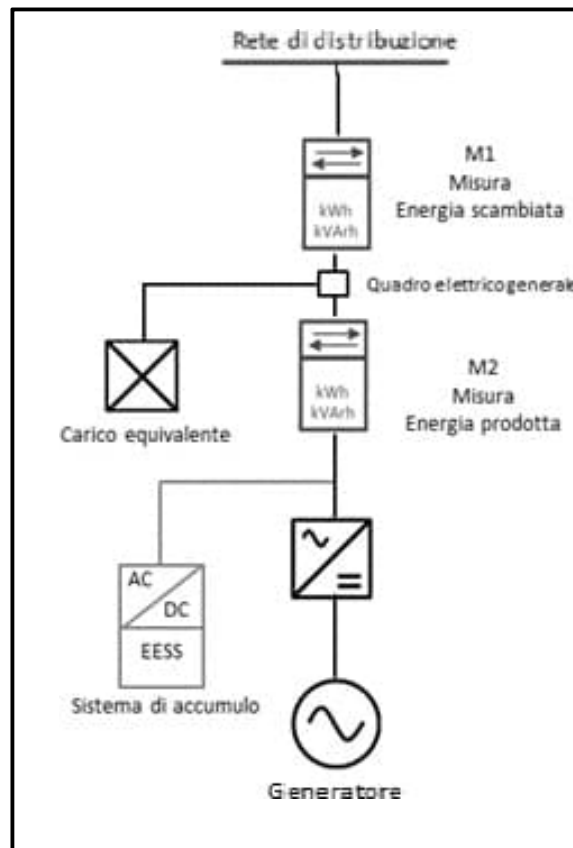 Rete di distribuzione
M1
Misura
Energia scambiata
kWh
kVArh
Quadro elettrico generale
M2
Misura
Energia prodotta
kWh
kVArh
Carico equivalente
AC
DC
EESS
Sistema di accumulo
Generatore